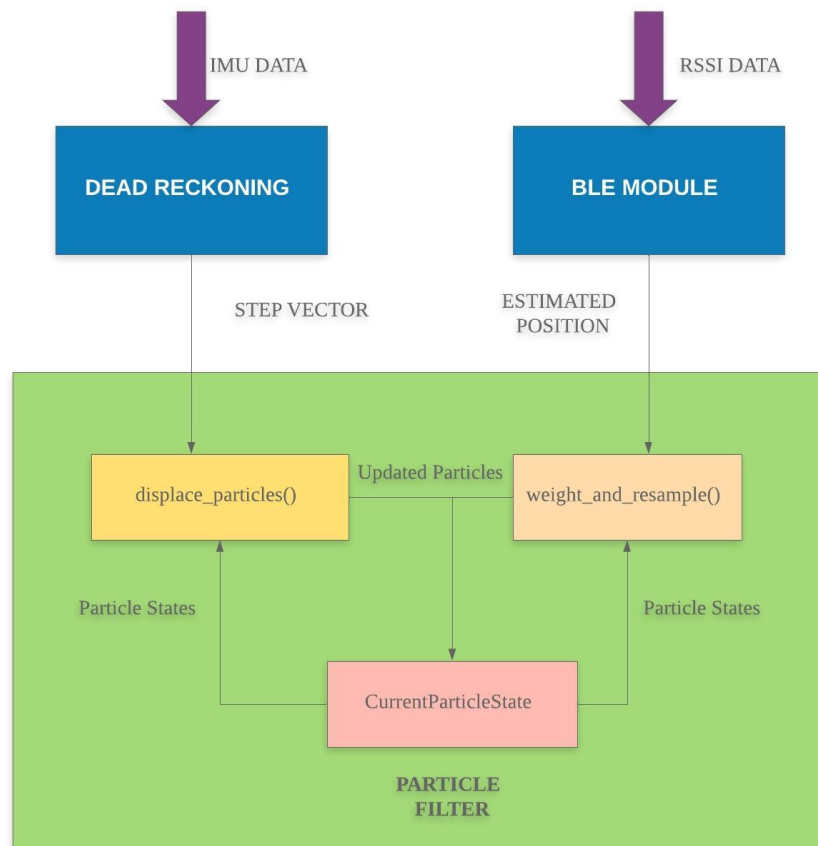 IMU DATA
RSSI DATA
DEAD RECKONING
BLE MODULE
STEP VECTOR
ESTIMATED
POSITION
Updated Particles
displace_particles()
weight_and_resample()
Particle States
Particle States
CurrentParticleState
PARTICLE
FILTER